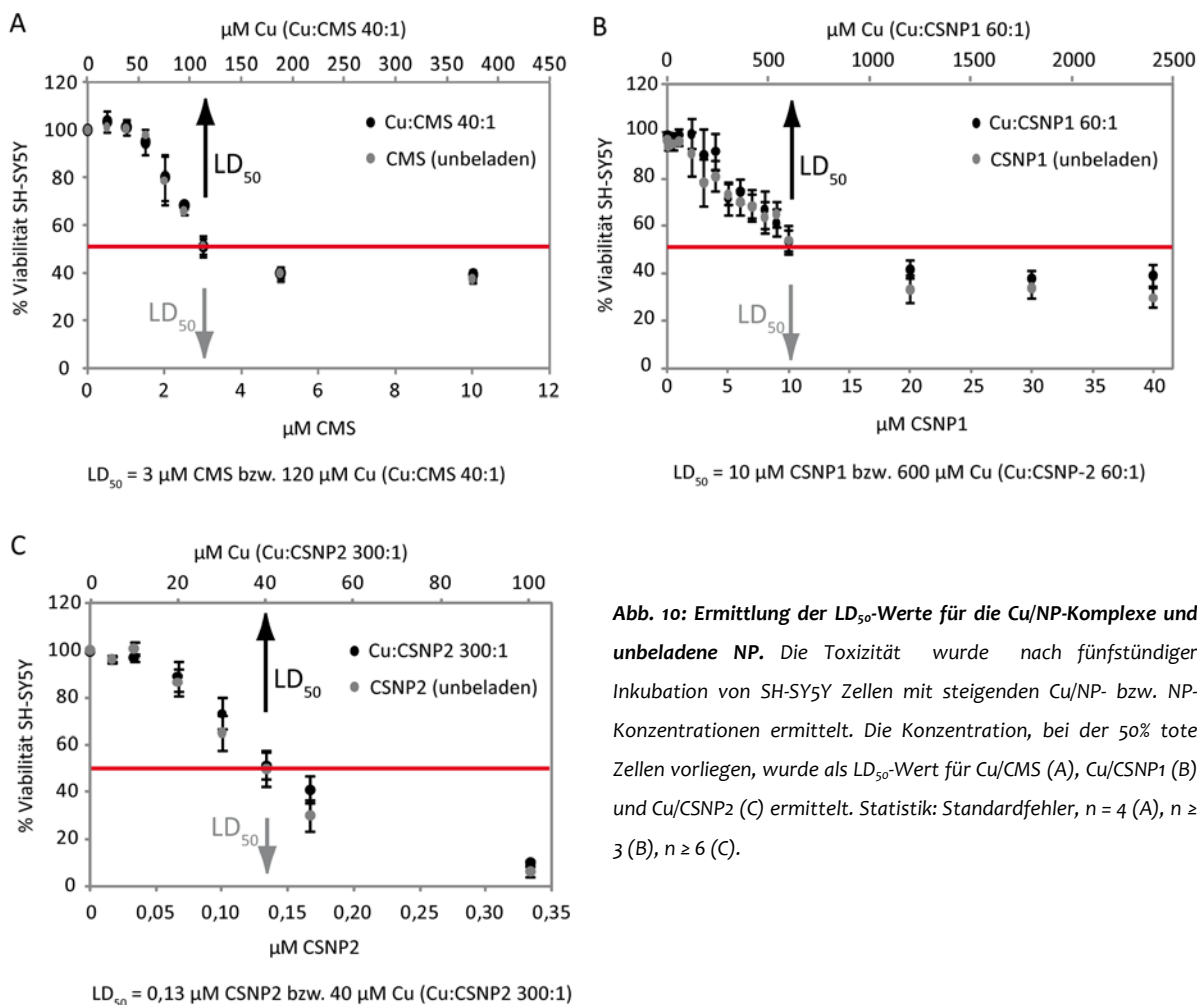 A
µM Cu (Cu:CMS 40:1)
0 50 100 150 200 250 300 350 400 450
120
100
80
60
40
20
0
% Viabilität SH-SY5Y
Cu:CMS 40:1
CMS (unbeladen)
LD50
LD50
0 2 4 6 8 10 12
µM CMS
LD50 = 3 µM CMS bzw. 120 µM Cu (Cu:CMS 40:1)
B
µM Cu (Cu:CSNP1 60:1)
0 500 1000 1500 2000 2500
120
100
80
60
40
20
0
% Viabilität SH-SY5Y
Cu:CSNP1 60:1
CSNP1 (unbeladen)
LD50
LD50
0 5 10 15 20 25 30 35 40
µM CSNP1
LD50 = 10 µM CSNP1 bzw. 600 µM Cu (Cu:CSNP-2 60:1)
C
µM Cu (Cu:CSNP2 300:1)
0 20 40 60 80 100
120
100
80
60
40
20
0
% Viabilität SH-SY5Y
Cu:CSNP2 300:1
CSNP2 (unbeladen)
LD50
LD50
0 0,05 0,10 0,15 0,20 0,25 0,30 0,35
µM CSNP2
LD50 = 0,13 µM CSNP2 bzw. 40 µM Cu (Cu:CSNP2 300:1)
Abb. 10: Ermittlung der LD50-Werte für die Cu/NP-Komplexe und
unbeladene NP. Die Toxizität wurde nach fünfstündiger
Inkubation von SH-SY5Y Zellen mit steigenden Cu/NP- bzw. NP-
Konzentrationen ermittelt. Die Konzentration, bei der 50% tote
Zellen vorliegen, wurde als LD50-Wert für Cu/CMS (A), Cu/CSNP1 (B)
und Cu/CSNP2 (C) ermittelt. Statistik: Standardfehler, n = 4 (A), n ≥
3 (B), n ≥ 6 (C).